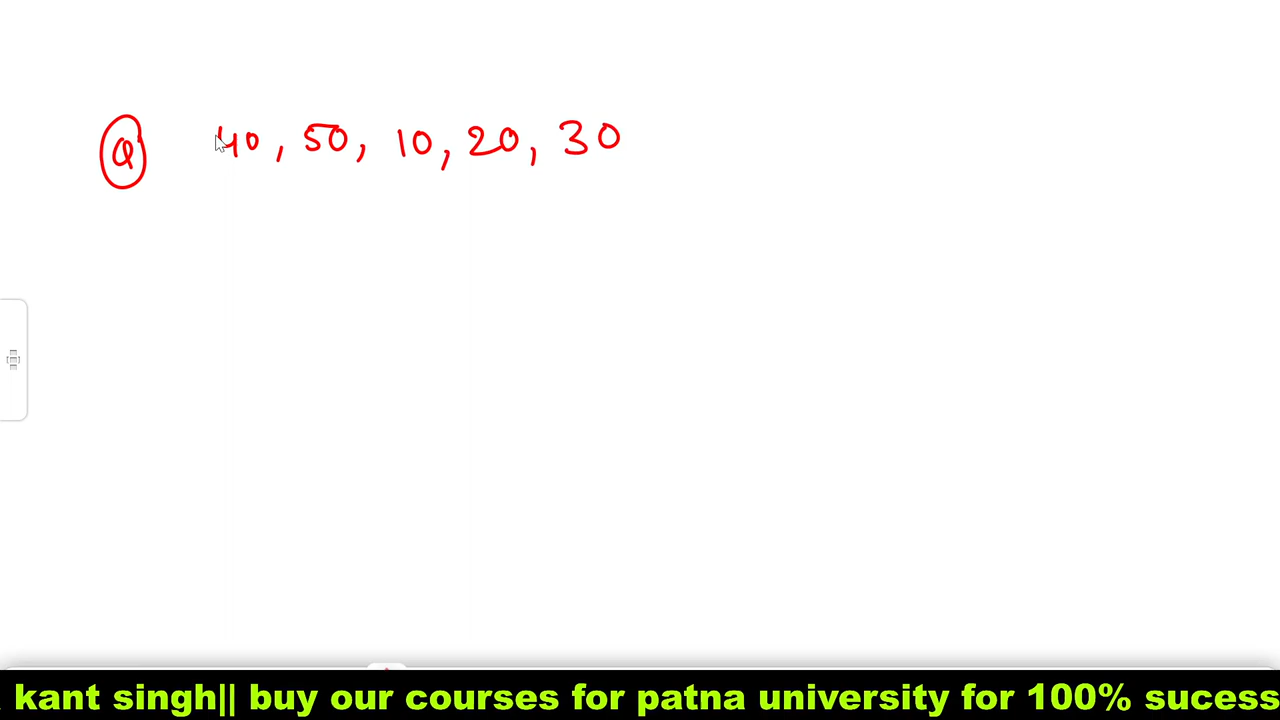 Q 40, 50, 10, 20, 30
kant singh|| buy our courses for patna university for 100% sucess